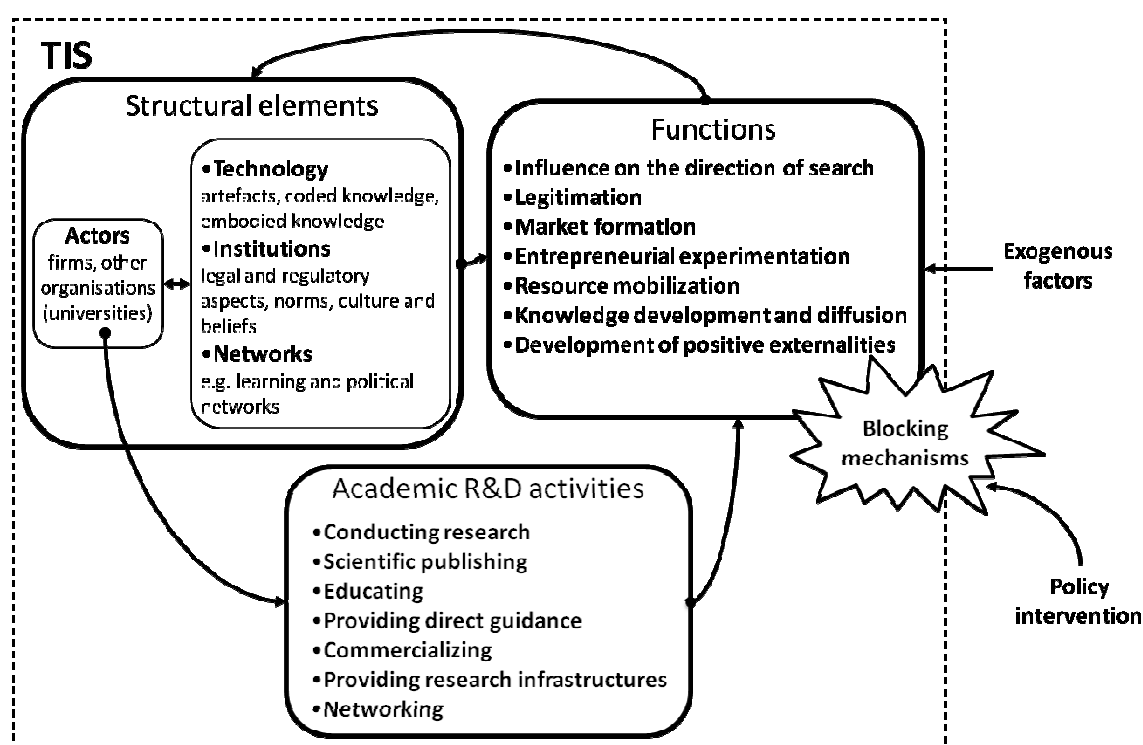 TIS
Structural elements
•Technology
artefacts, coded knowledge,
embodied knowledge
•Institutions
legal and regulatory
aspects, norms, culture and
beliefs
•Networks
e.g. learning and political
networks
Actors
firms, other
organisations
(universities)
Functions
•Influence on the direction of search
•Legitimation
•Market formation
•Entrepreneurial experimentation
•Resource mobilization
•Knowledge development and diffusion
•Development of positive externalities
Exogenous
factors
Blocking
mechanisms
Policy
intervention
Academic R&D activities
•Conducting research
•Scientific publishing
•Educating
•Providing direct guidance
•Commercializing
•Providing research infrastructures
•Networking